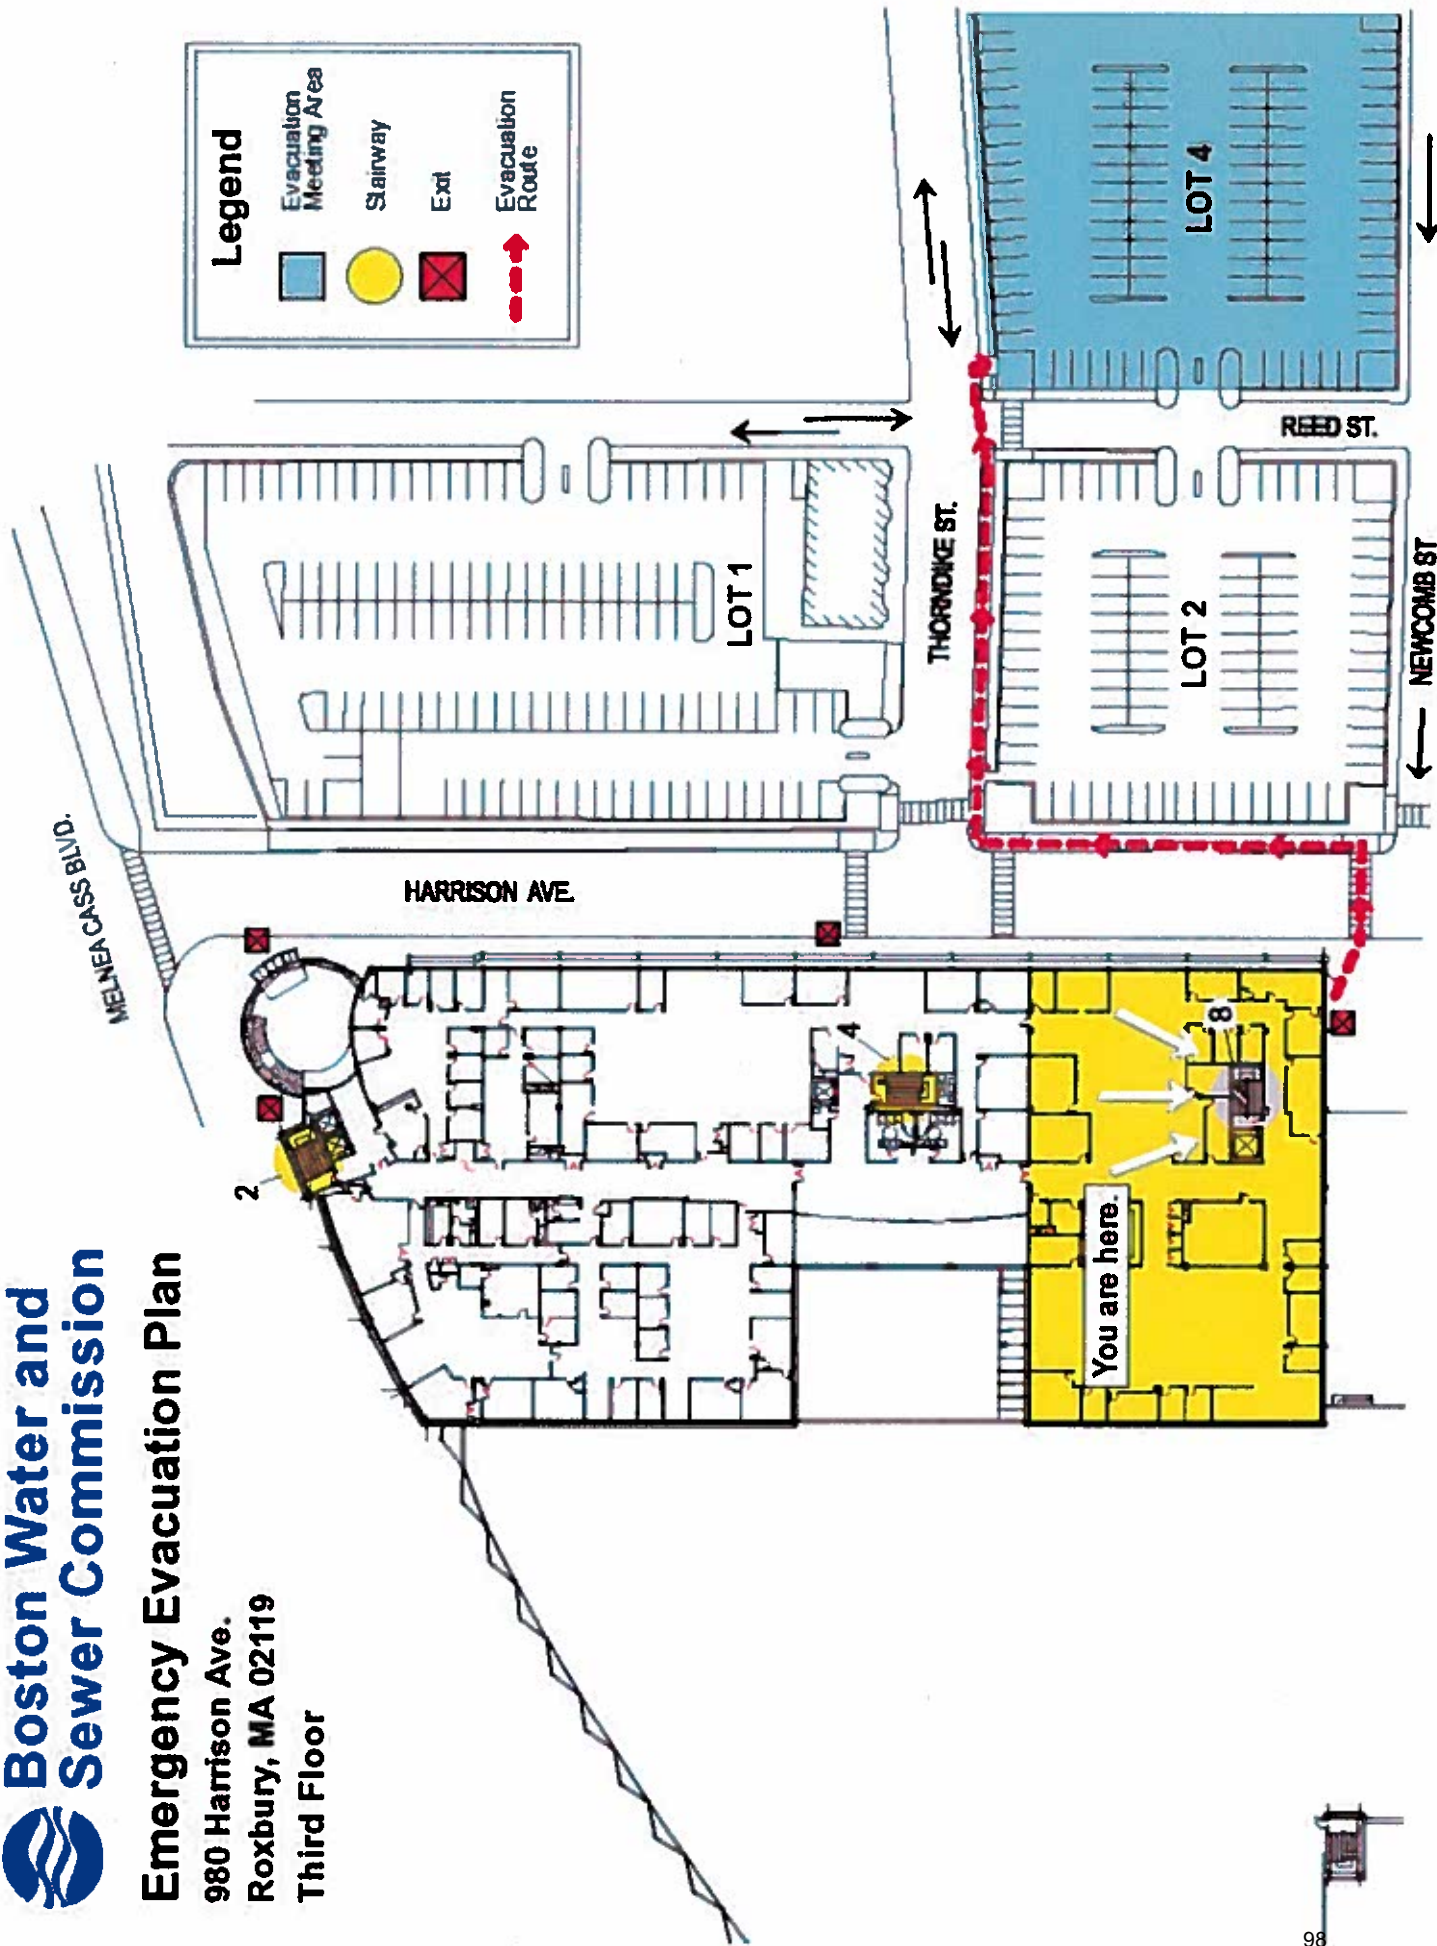 Boston Water and
Sewer Commission
Emergency Evacuation Plan
980 Harrison Ave.
Roxbury, MA 02119
Third Floor
Legend
Evacuation
Meeting Area
Stairway
Exit
Evacuation
Route
MELNEA CASS BLVD.
HARRISON AVE.
LOT 1
THORNDIKE ST.
LOT 2
LOT 4
REED ST.
NEWCOMB ST
2
4
8
You are here.
98